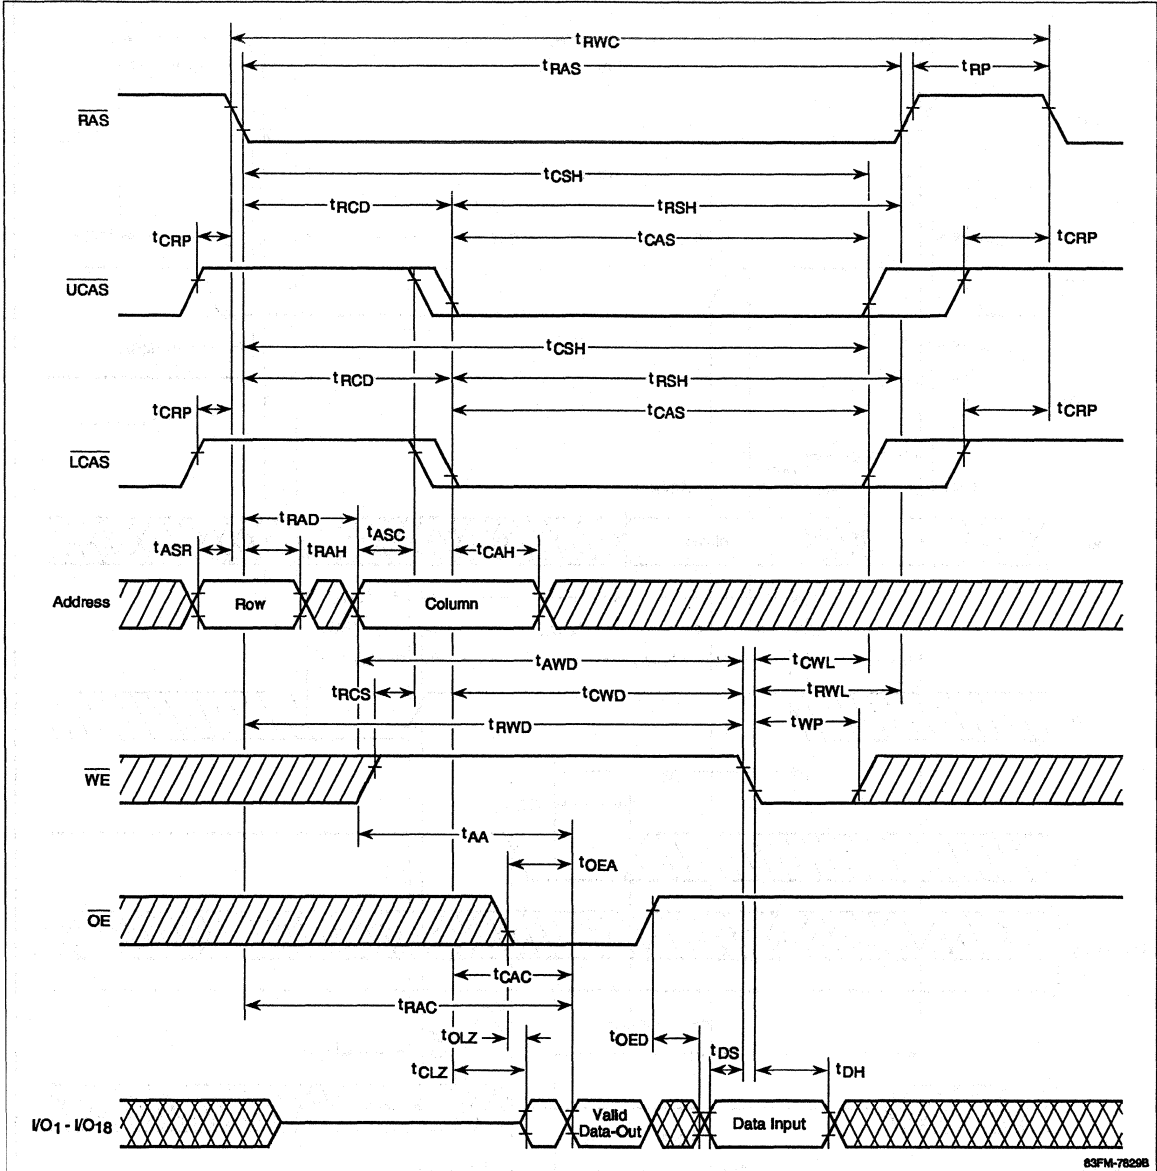 tRWC
tRAS
tRP
RAS
tCSH
tRCD
tRSH
tCRP
tCAS
tCRP
UCAS
tCSH
tRCD
tRSH
tCRP
tCAS
tCRP
LCAS
tRAD
tASC
tASR
tRAH
tCAH
Address
Row
Column
tAWD
tCWL
tRCS
tCWD
tRWL
tRWD
tWP
WE
tAA
tOEA
OE
tCAC
tRAC
tOLZ
tOED
tDS
tCLZ
tDH
I/O1 - I/O18
Valid
Data-Out
Data Input
83FM-7829B